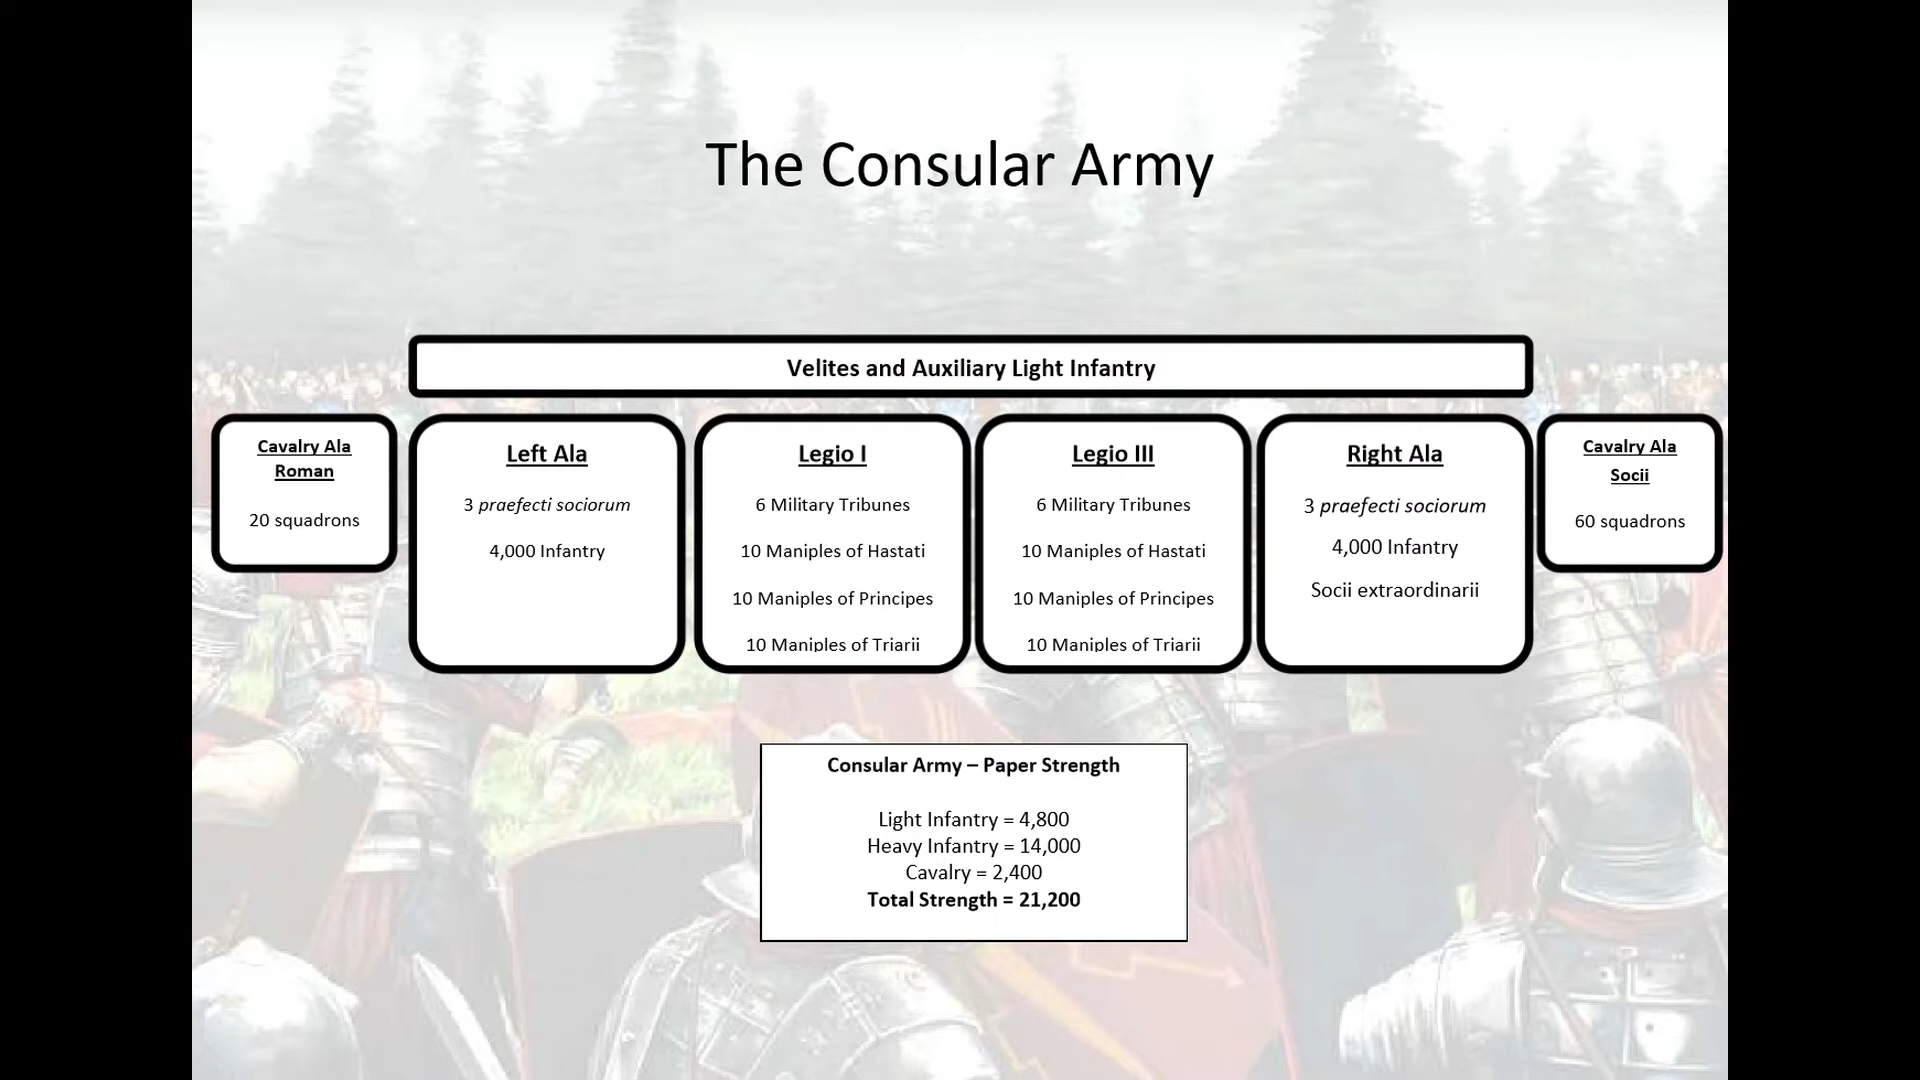 The Consular Army
Velites and Auxiliary Light Infantry
Cavalry Ala
Roman
20 squadrons
Left Ala
3 praefecti sociorum
4,000 Infantry
Legio I
6 Military Tribunes
10 Maniples of Hastati
10 Maniples of Principes
10 Maniples of Triarii
Legio III
6 Military Tribunes
10 Maniples of Hastati
10 Maniples of Principes
10 Maniples of Triarii
Right Ala
3 praefecti sociorum
4,000 Infantry
Socii extraordinarii
Cavalry Ala
Socii
60 squadrons
Consular Army – Paper Strength
Light Infantry = 4,800
Heavy Infantry = 14,000
Cavalry = 2,400
Total Strength = 21,200